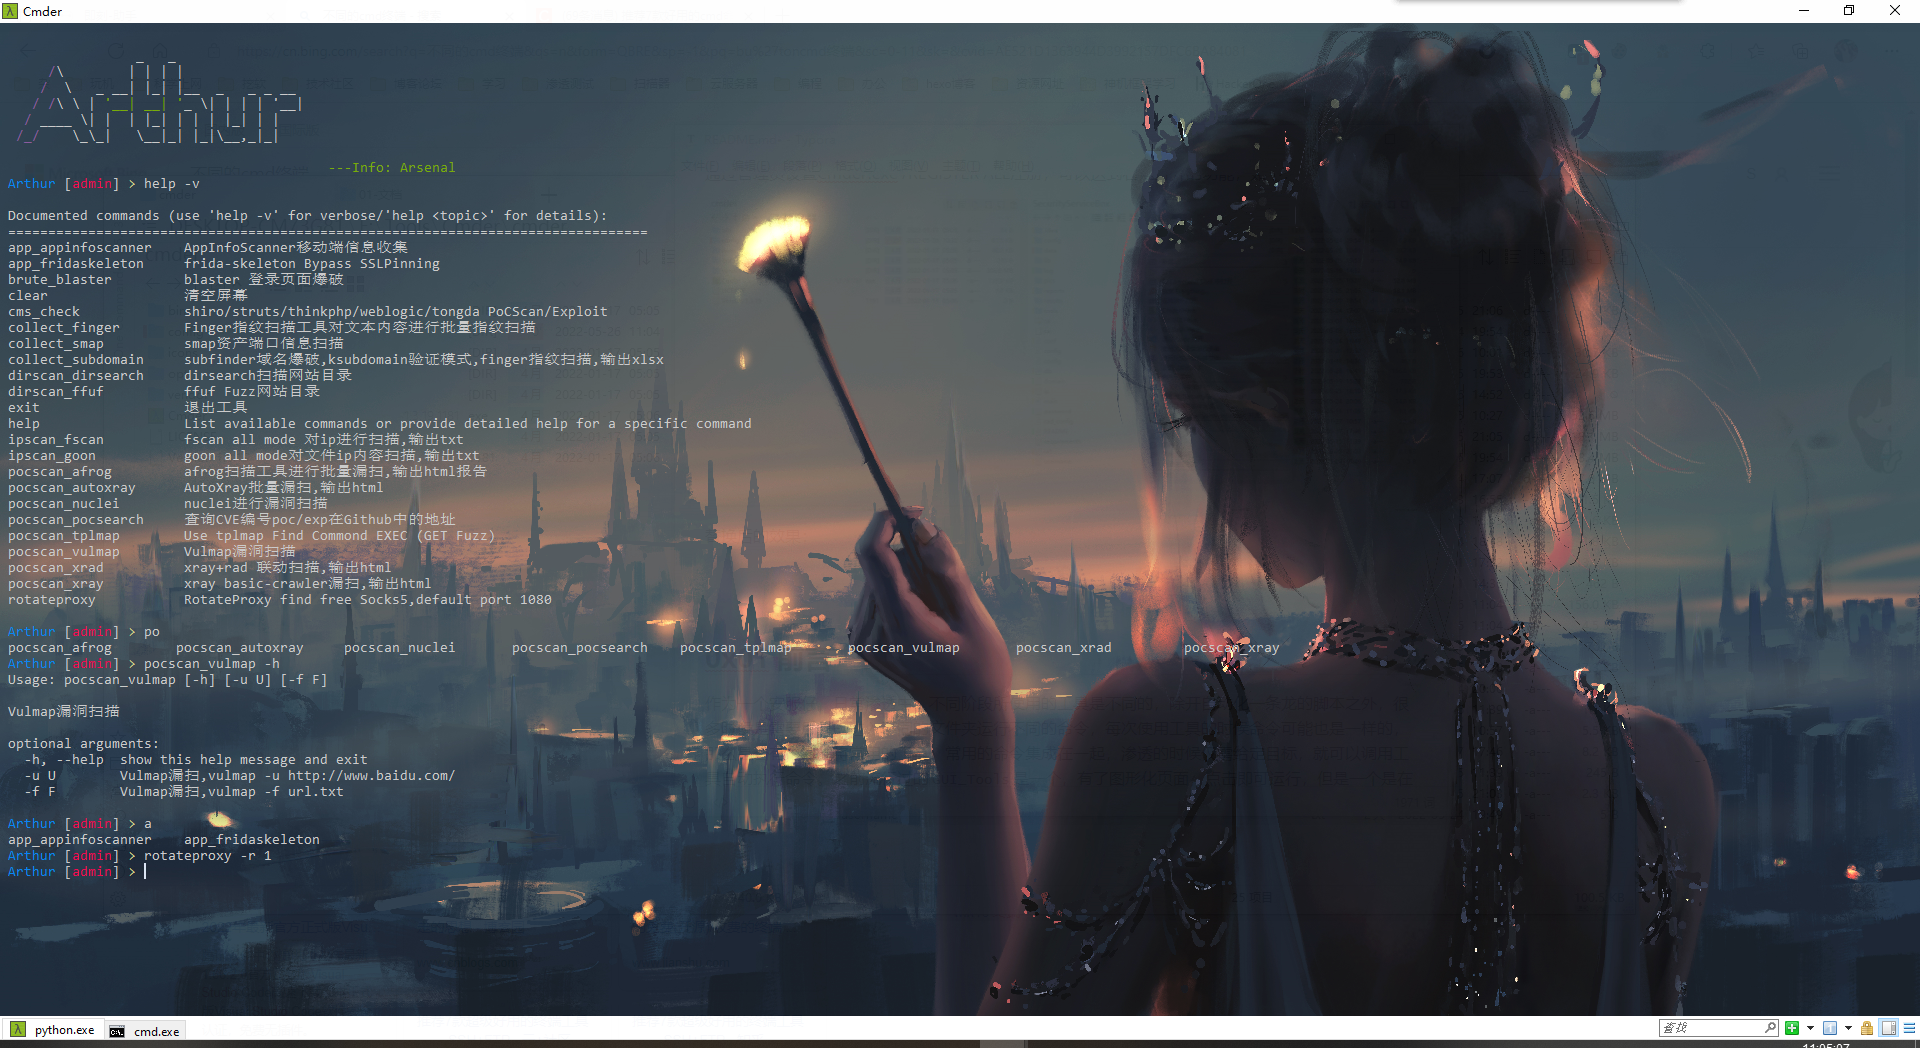 Cmder
Arthur
---Info: Arsenal
Arthur [admin] > help -v
Documented commands (use 'help -v' for verbose/'help <topic>' for details):
================================================================================
app_appinfoscanner    AppInfoScanner移动端信息收集
app_fridaskeleton     frida-skeleton Bypass SSLPinning
brute_blaster         blaster 登录页面爆破
clear                 清空屏幕
cms_check             shiro/struts/thinkphp/weblogic/tongda PoCScan/Exploit
collect_finger        Finger指纹扫描工具对文本内容进行批量指纹扫描
collect_smap          smap资产端口信息扫描
collect_subdomain     subfinder域名爆破,ksubdomain验证模式,finger指纹扫描,输出xlsx
dirscan_dirsearch     dirsearch扫描网站目录
dirscan_ffuf          ffuf Fuzz网站目录
exit                  退出工具
help                  List available commands or provide detailed help for a specific command
ipscan_fscan          fscan all mode 对ip进行扫描,输出txt
ipscan_goon           goon all mode对文件ip内容扫描,输出txt
pocscan_afrog         afrog扫描工具进行批量漏扫,输出html报告
pocscan_autoxray      AutoXray批量漏扫,输出html
pocscan_nuclei        nuclei进行漏洞扫描
pocscan_pocsearch     查询CVE编号poc/exp在Github中的地址
pocscan_tplmap        Use tplmap Find Commond EXEC (GET Fuzz)
pocscan_vulmap        Vulmap漏洞扫描
pocscan_xrad          xray+rad 联动扫描,输出html
pocscan_xray          xray basic-crawler漏扫,输出html
rotateproxy           RotateProxy find free Socks5,default port 1080
Arthur [admin] > po
pocscan_afrog        pocscan_autoxray     pocscan_nuclei       pocscan_pocsearch    pocscan_tplmap       pocscan_vulmap       pocscan_xrad         pocscan_xray
Arthur [admin] > pocscan_vulmap -h
Usage: pocscan_vulmap [-h] [-u U] [-f F]
Vulmap漏洞扫描
optional arguments:
  -h, --help  show this help message and exit
  -u U        Vulmap漏扫,vulmap -u http://www.baidu.com/
  -f F        Vulmap漏扫,vulmap -f url.txt
Arthur [admin] > a
app_appinfoscanner    app_fridaskeleton
Arthur [admin] > rotateproxy -r 1
Arthur [admin] >
python.exe
cmd.exe
查找